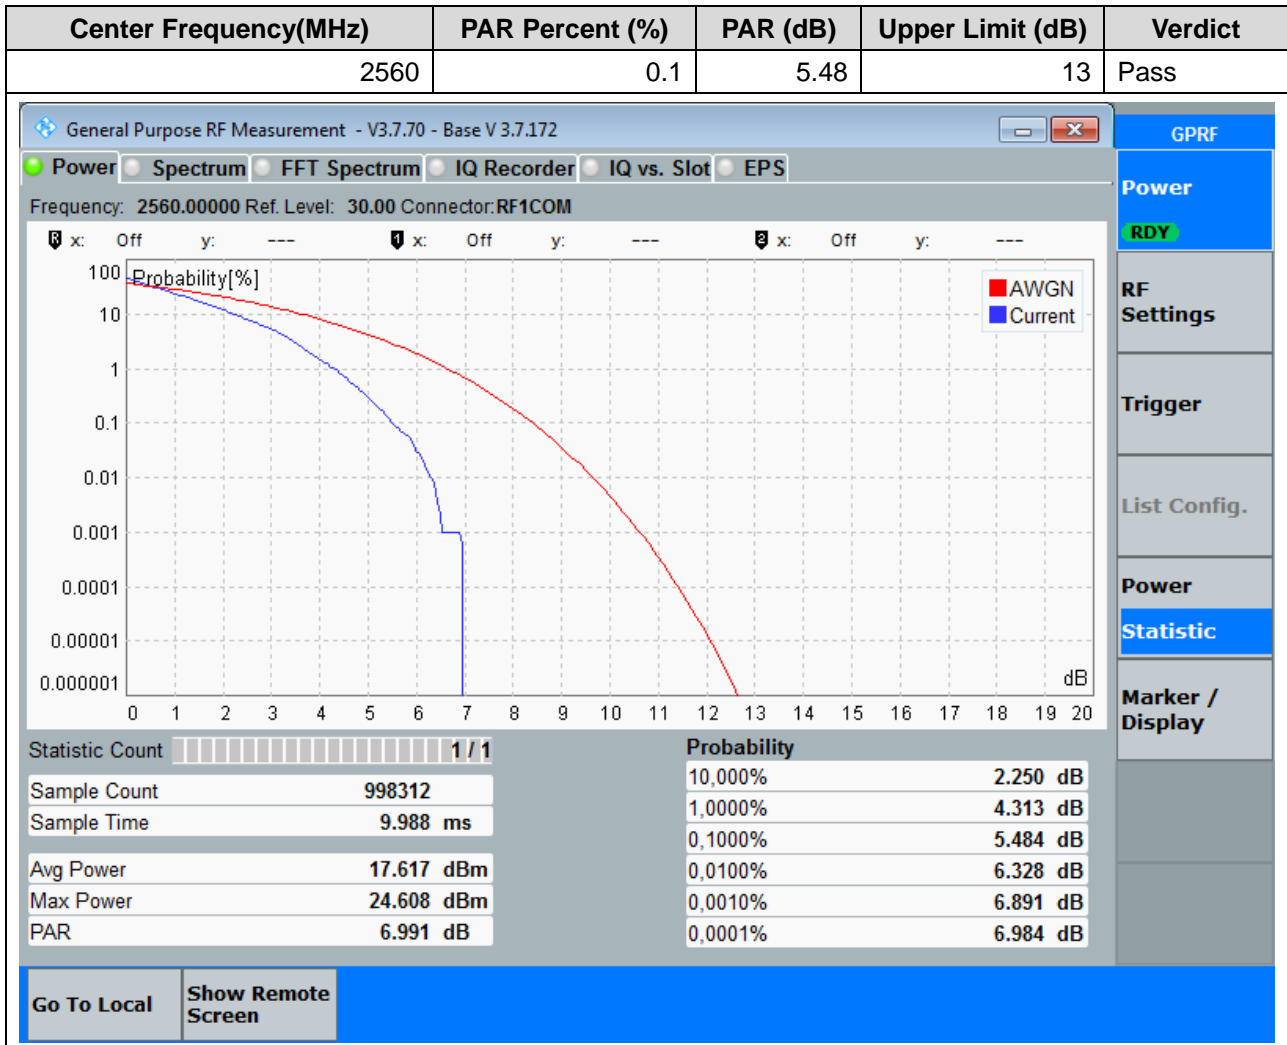 Center Frequency(MHz) PAR Percent (%) PAR (dB) Upper Limit (dB) Verdict
2560 0.1 5.48 13 Pass
General Purpose RF Measurement - V3.7.70 - Base V 3.7.172
GPRF
Power Spectrum FFT Spectrum IQ Recorder IQ vs. Slot EPS
Frequency: 2560.00000 Ref. Level: 30.00 Connector:RF1COM
R x: Off y: --- 1 x: Off y: --- 2 x: Off y: ---
Probability[%]
100
10
1
0.1
0.01
0.001
0.0001
0.00001
0.000001
AWGN
Current
dB
0 1 2 3 4 5 6 7 8 9 10 11 12 13 14 15 16 17 18 19 20
Statistic Count 1 / 1
Sample Count 998312
Sample Time 9.988 ms
Avg Power 17.617 dBm
Max Power 24.608 dBm
PAR 6.991 dB
Probability
10,000% 2.250 dB
1,0000% 4.313 dB
0,1000% 5.484 dB
0,0100% 6.328 dB
0,0010% 6.891 dB
0,0001% 6.984 dB
Power
RDY
RF
Settings
Trigger
List Config.
Power
Statistic
Marker /
Display
Go To Local
Show Remote
Screen